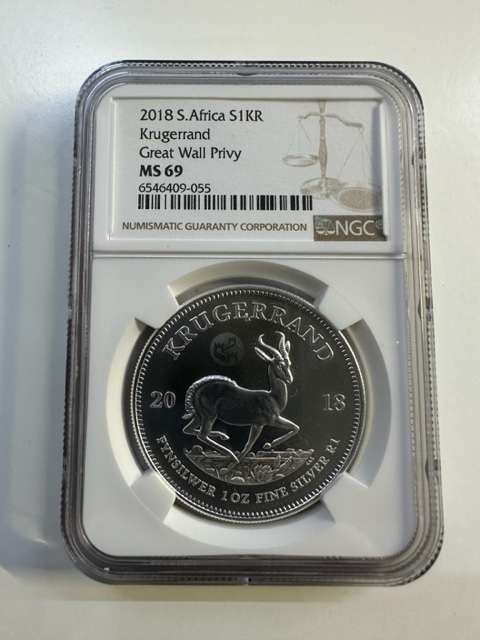 2018 S.Africa S1KR
Krugerrand
Great Wall Privy
MS 69
6546409-055
NUMISMATIC GUARANTY CORPORATION
NGC
KRUGERRAND
20 18
FYNSILWER 1 OZ FINE SILVER R1